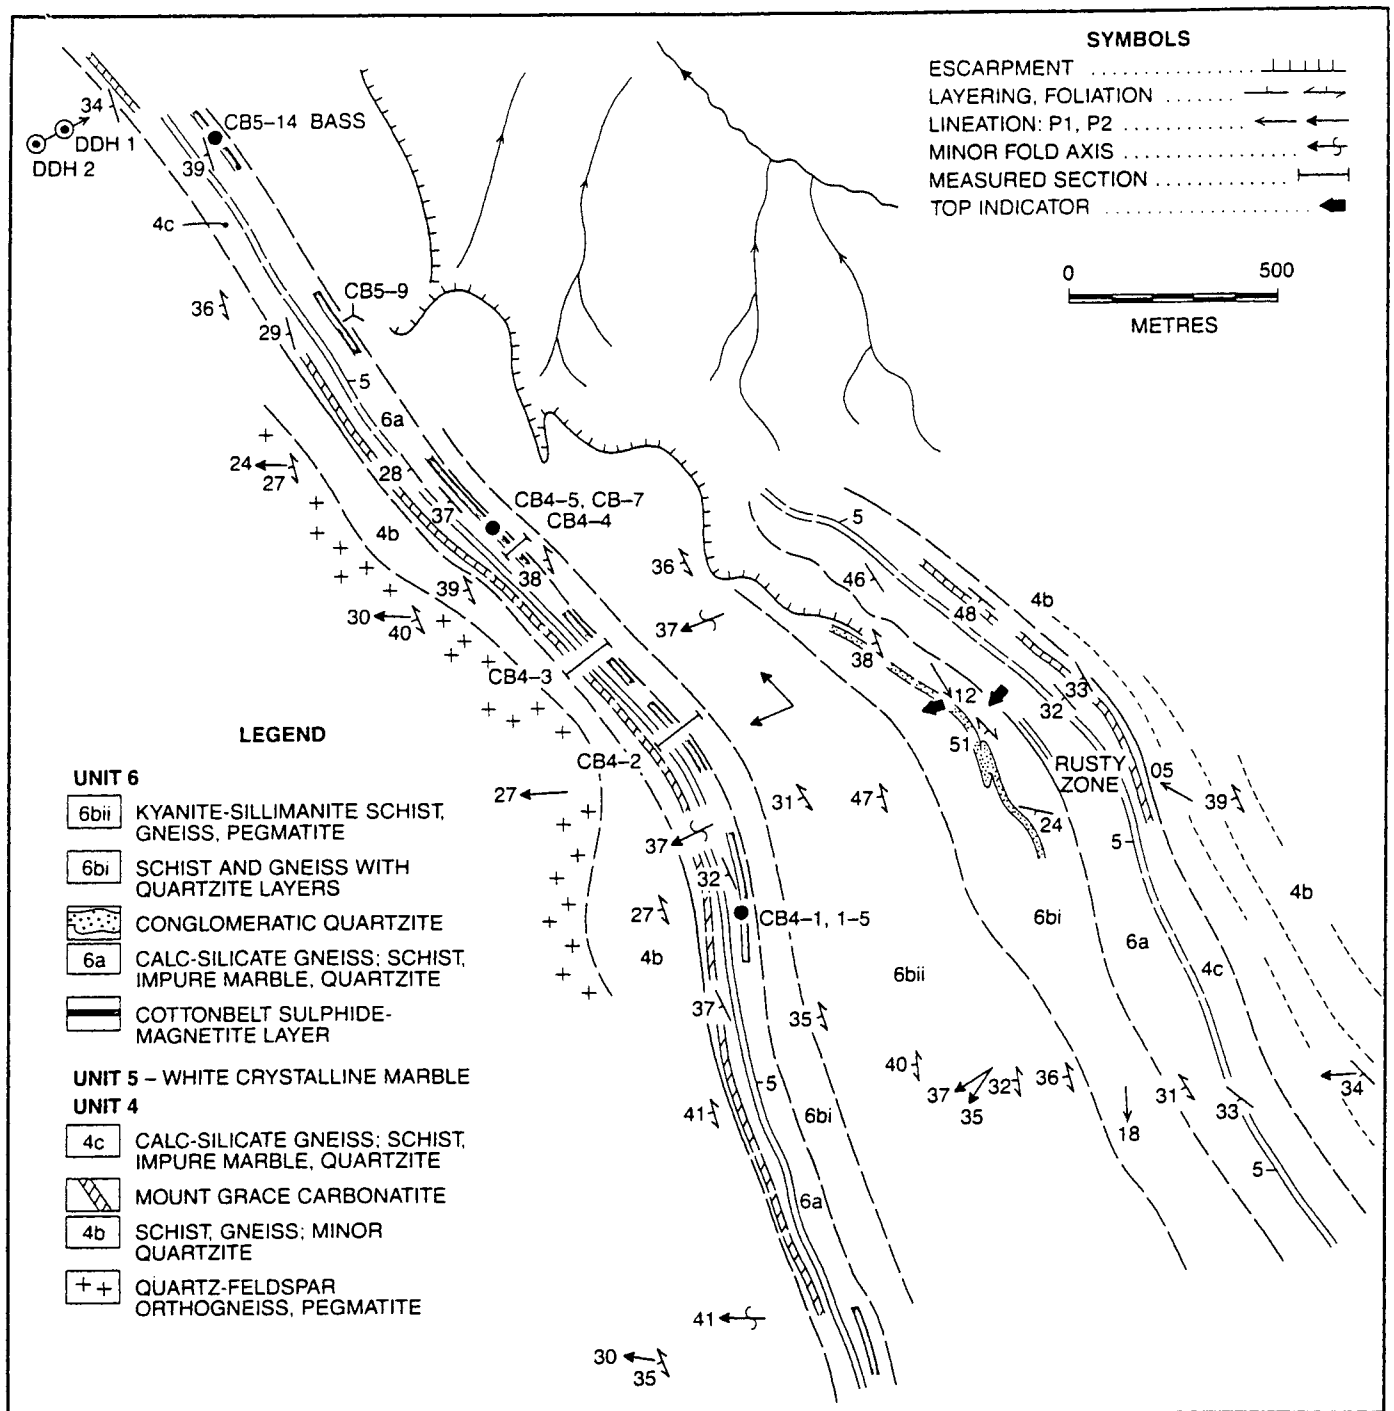 SYMBOLS
ESCARPMENT
LAYERING, FOLIATION
LINEATION: P1, P2
MINOR FOLD AXIS
MEASURED SECTION
TOP INDICATOR
0 500
METRES
34
DDH 1
DDH 2
CB5–14 BASS
39
4c
36
CB5–9
29
5
6a
24
27
28
37
CB4–5, CB–7
CB4–4
4b
38
39
30
40
36
37
5
46
48
4b
38
CB4–3
12
33
32
51
RUSTY
ZONE
05
CB4–2
27
31
47
24
39
5
37
32
27
CB4–1, 1–5
4b
4b
6bi
6a
4c
6bii
37
35
40
37
35
32
36
18
31
33
34
5
41
5
6bi
6a
41
30
35
LEGEND
UNIT 6
6bii KYANITE-SILLIMANITE SCHIST,
GNEISS, PEGMATITE
6bi SCHIST AND GNEISS WITH
QUARTZITE LAYERS
CONGLOMERATIC QUARTZITE
6a CALC-SILICATE GNEISS; SCHIST,
IMPURE MARBLE, QUARTZITE
COTTONBELT SULPHIDE-
MAGNETITE LAYER
UNIT 5 – WHITE CRYSTALLINE MARBLE
UNIT 4
4c CALC-SILICATE GNEISS; SCHIST,
IMPURE MARBLE, QUARTZITE
MOUNT GRACE CARBONATITE
4b SCHIST, GNEISS; MINOR
QUARTZITE
QUARTZ-FELDSPAR
ORTHOGNEISS, PEGMATITE